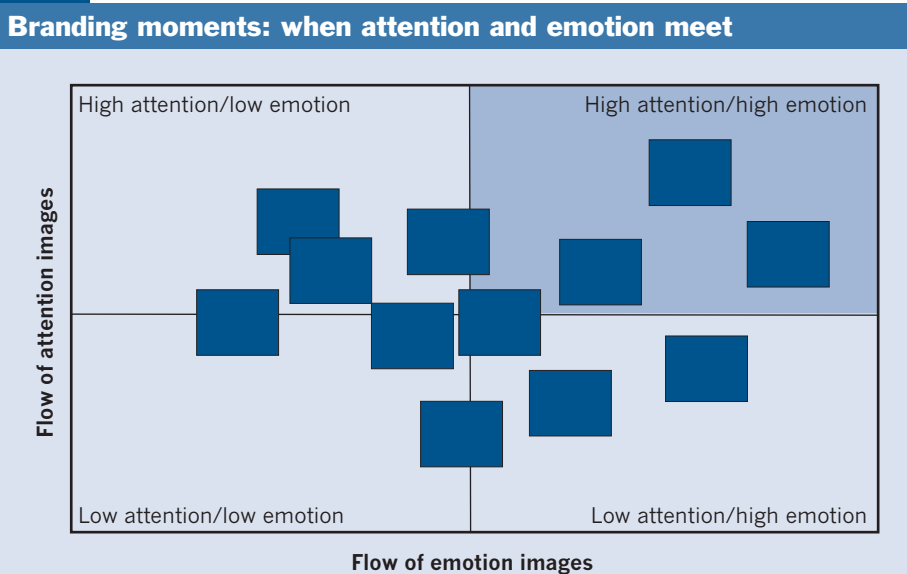 Branding moments: when attention and emotion meet
High attention/low emotion
High attention/high emotion
Flow of attention images
Low attention/low emotion
Low attention/high emotion
Flow of emotion images